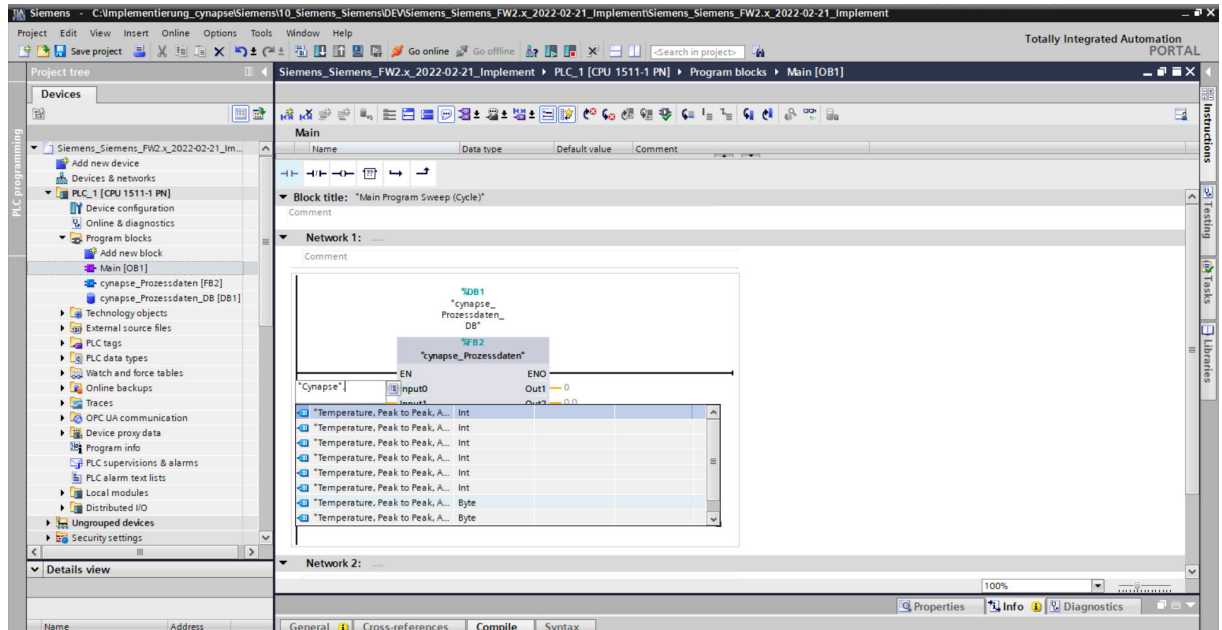 Siemens - C:\Implementierung_cynapse\Siemens\10_Siemens_Siemens\DEV\Siemens_Siemens_FW2.x_2022-02-21_Implement\Siemens_Siemens_FW2.x_2022-02-21_Implement
Project Edit View Insert Online Options Tools Window Help
Totally Integrated Automation
PORTAL
Save project Go online Go offline <Search in project>
Project tree
Siemens_Siemens_FW2.x_2022-02-21_Implement PLC_1 [CPU 1511-1 PN] Program blocks Main [OB1]
Devices
PLC programming
Siemens_Siemens_FW2.x_2022-02-21_Im...
Add new device
Devices & networks
PLC_1 [CPU 1511-1 PN]
Device configuration
Online & diagnostics
Program blocks
Add new block
Main [OB1]
cynapse_Prozessdaten [FB2]
cynapse_Prozessdaten_DB [DB1]
Technology objects
External source files
PLC tags
PLC data types
Watch and force tables
Online backups
Traces
OPC UA communication
Device proxy data
Program info
PLC supervisions & alarms
PLC alarm text lists
Local modules
Distributed I/O
Ungrouped devices
Security settings
Details view
Name Address
Main
Name Data type Default value Comment
Block title: "Main Program Sweep (Cycle)"
Comment
Network 1: .....
Comment
%DB1
"cynapse_
Prozessdaten_
DB"
%FB2
"cynapse_Prozessdaten"
EN ENO
"Cynapse". Input0 Out1 0
Input1 Out2 0.0
"Temperature, Peak to Peak, A... Int
"Temperature, Peak to Peak, A... Int
"Temperature, Peak to Peak, A... Int
"Temperature, Peak to Peak, A... Int
"Temperature, Peak to Peak, A... Int
"Temperature, Peak to Peak, A... Int
"Temperature, Peak to Peak, A... Byte
"Temperature, Peak to Peak, A... Byte
Network 2: .....
100%
Properties Info Diagnostics
General Cross-references Compile Syntax
Instructions
Testing
Tasks
Libraries